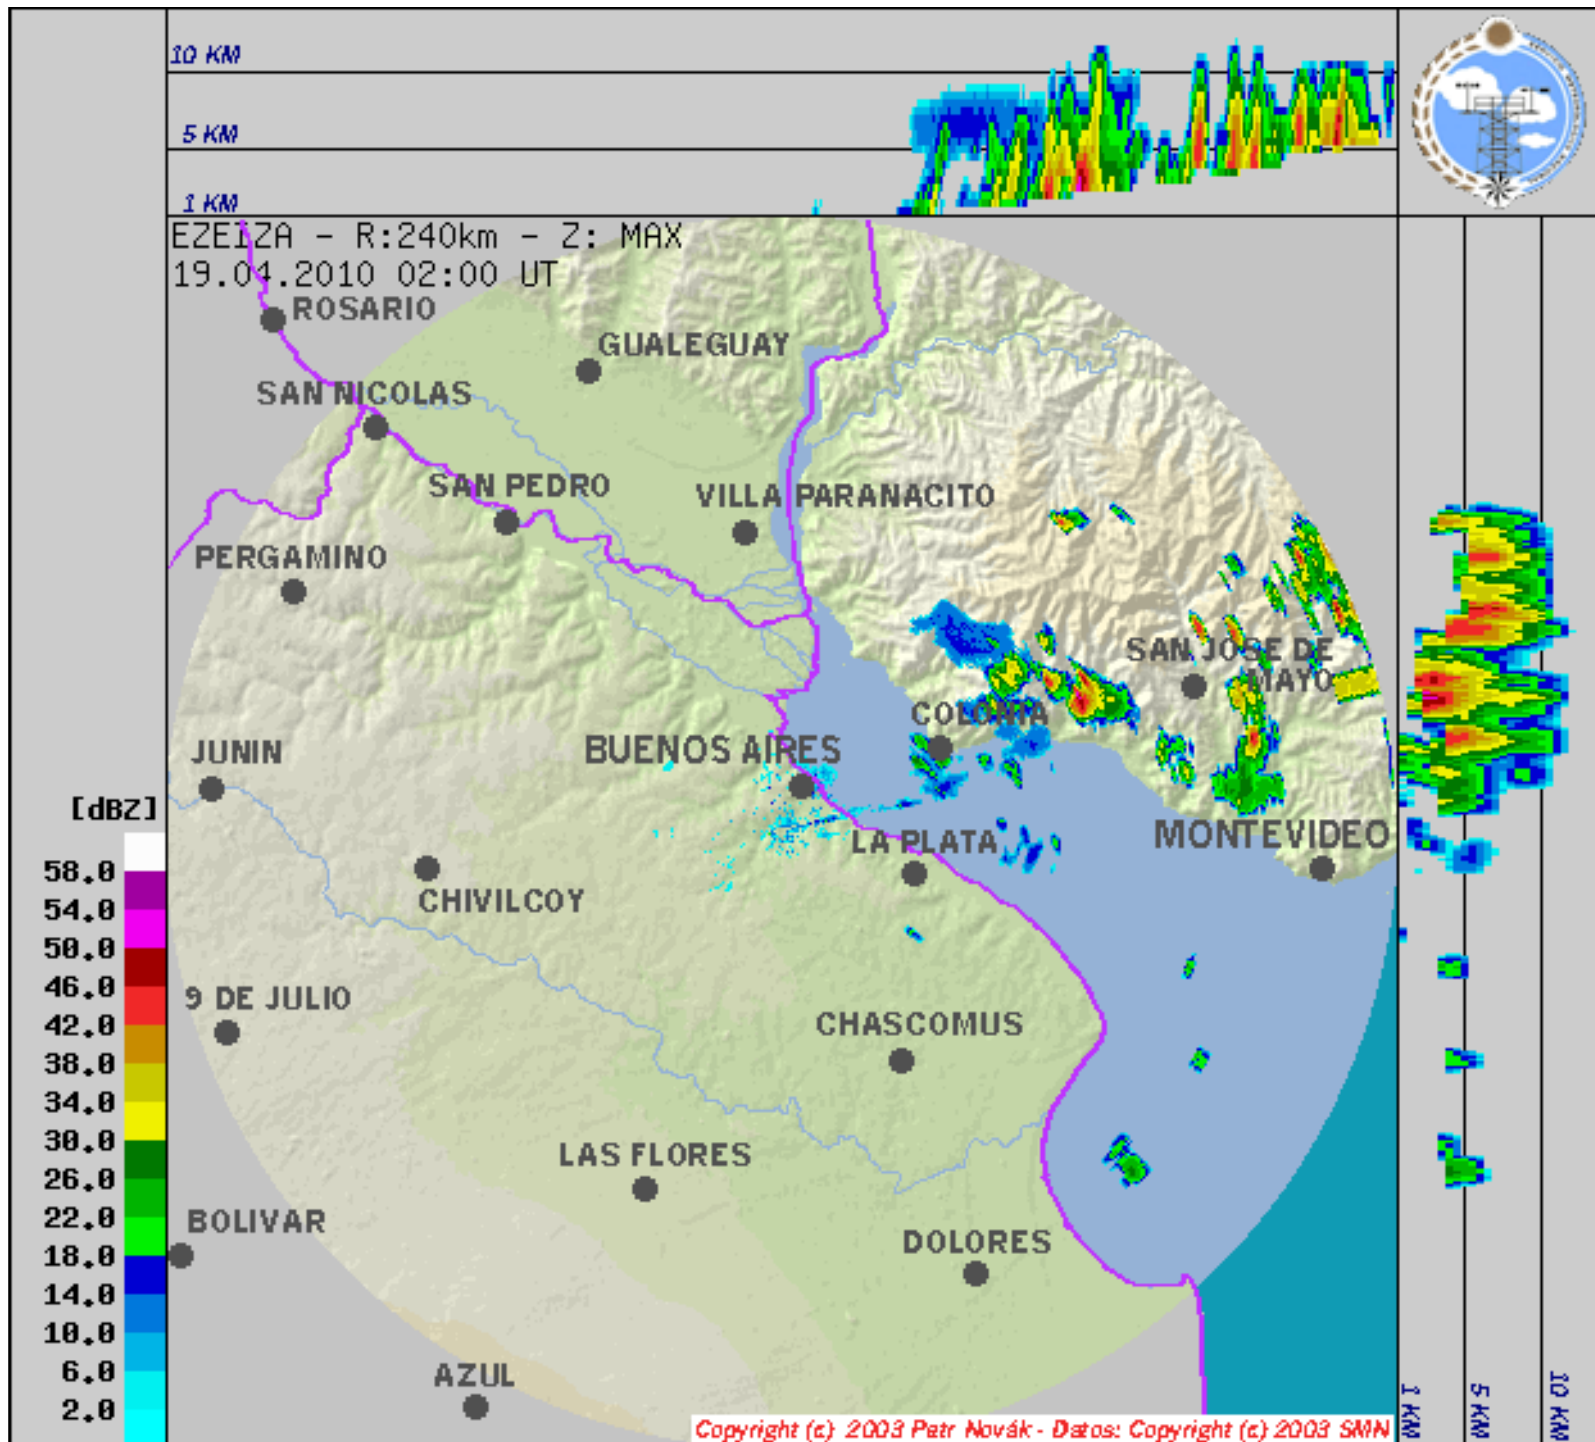 10 KM
5 KM
1 KM
EZEIZA - R:240km - Z: MAX
19.04.2010 02:00 UT
ROSARIO
GUALEGUAY
SAN NICOLAS
SAN PEDRO
VILLA PARANACITO
PERGAMINO
SAN JOSE DE
MAYO
COLONIA
JUNIN
BUENOS AIRES
[dBZ]
LA PLATA
MONTEVIDEO
58.0
54.0
50.0
46.0
42.0
38.0
34.0
30.0
26.0
22.0
18.0
14.0
10.0
6.0
2.0
CHIVILCOY
9 DE JULIO
CHASCOMUS
LAS FLORES
BOLIVAR
DOLORES
AZUL
1 KM
5 KM
10 KM
Copyright (c) 2003 Petr Novák - Datos: Copyright (c) 2003 SMN